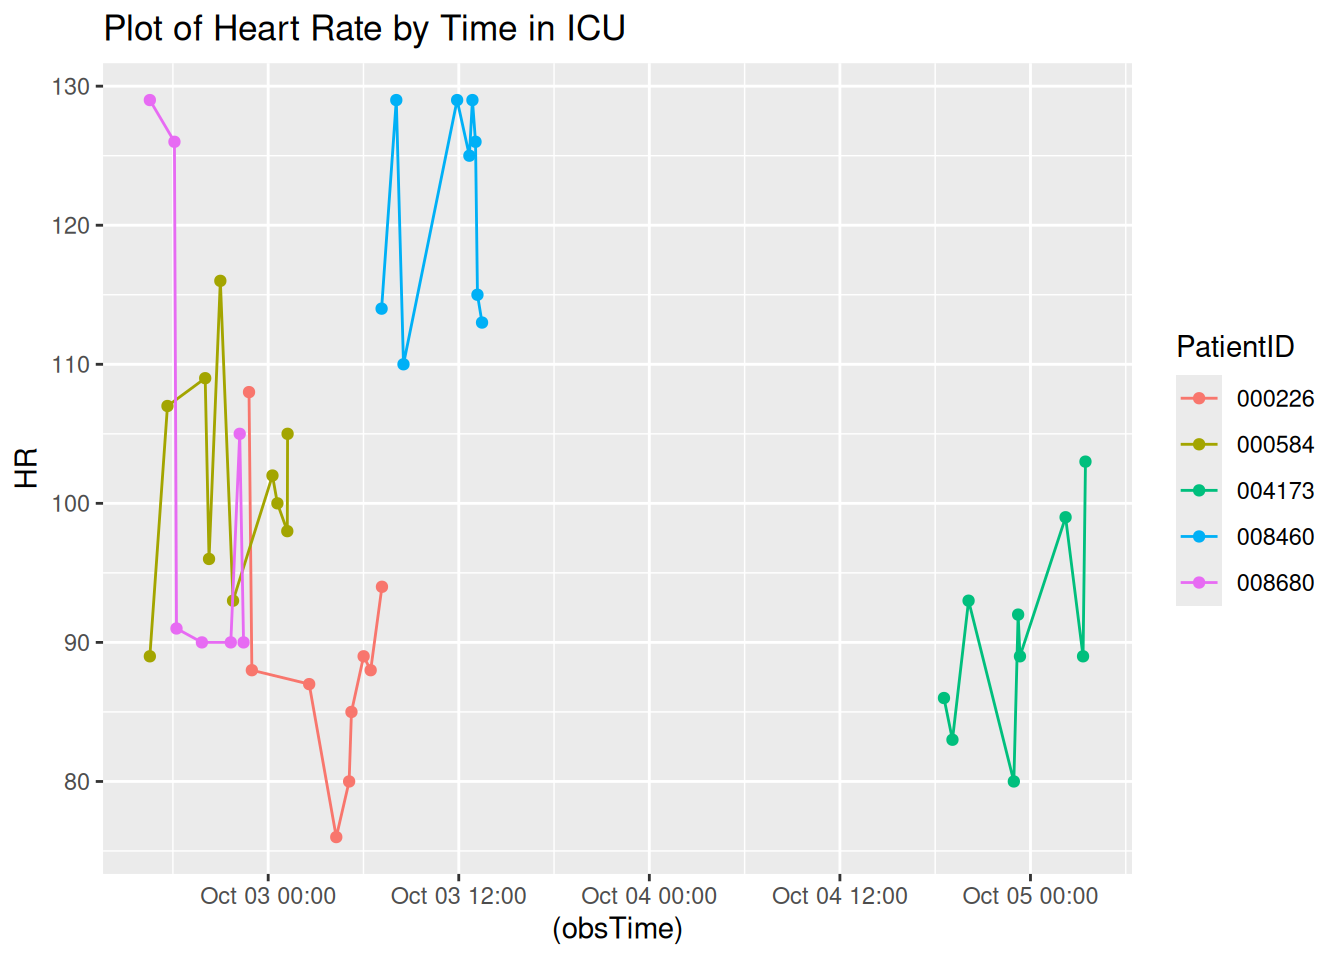 Plot of Heart Rate by Time in ICU
130
120
110
100
90
80
HR
Oct 03 00:00
Oct 03 12:00
Oct 04 00:00
Oct 04 12:00
Oct 05 00:00
(obsTime)
PatientID
000226
000584
004173
008460
008680